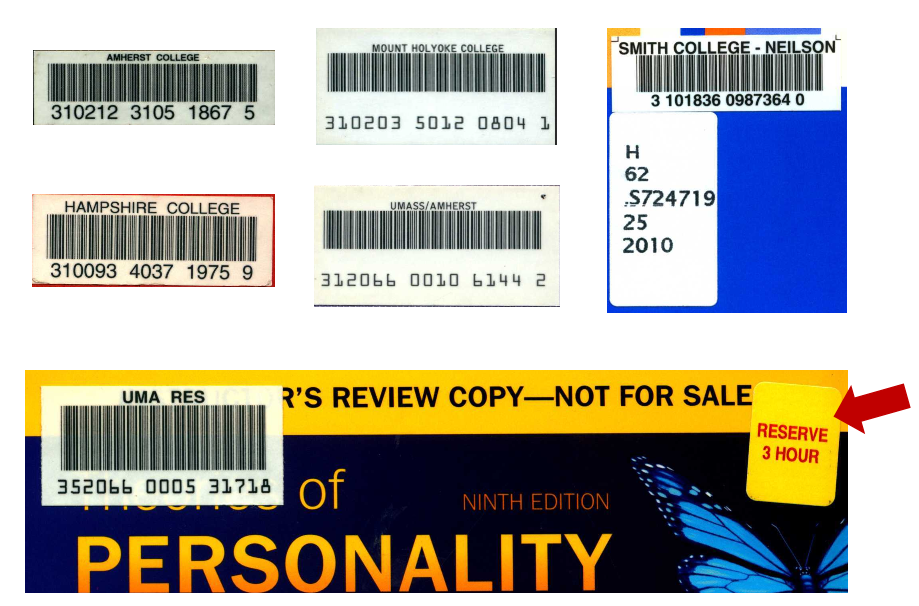 AMHERST COLLEGE
310212 3105 1867 5
MOUNT HOLYOKE COLLEGE
310203 5012 0804 1
SMITH COLLEGE - NEILSON
3 101836 0987364 0
H
62
.S724719
25
2010
HAMPSHIRE COLLEGE
310093 4037 1975 9
UMASS/AMHERST
312066 0010 6144 2
UMA RES
352066 0005 31718
R'S REVIEW COPY—NOT FOR SALE
RESERVE
3 HOUR
of
NINTH EDITION
PERSONALITY